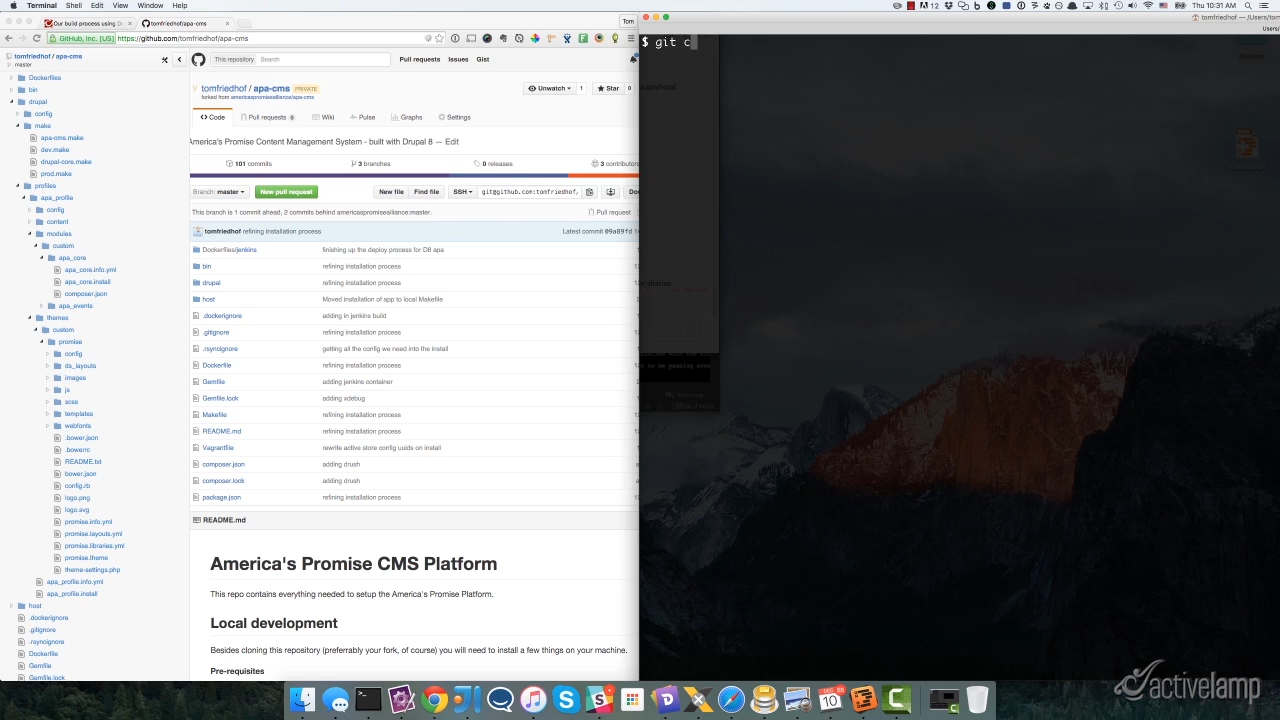 Terminal Shell Edit View Window Help
12
Thu 10:31 AM
Our build process using D
tomfriedhof/apa-cms
Tom
GitHub, Inc. [US] https://github.com/tomfriedhof/apa-cms
tomfriedhof / apa-cms
master
Dockerfiles
bin
drupal
config
make
apa-cms.make
dev.make
drupal-core.make
prod.make
profiles
apa_profile
config
content
modules
custom
apa_core
apa_core.info.yml
apa_core.install
composer.json
apa_events
themes
custom
promise
config
ds_layouts
images
js
scss
templates
webfonts
.bower.json
.bowerrc
README.txt
bower.json
config.rb
logo.png
logo.svg
promise.info.yml
promise.layouts.yml
promise.libraries.yml
promise.theme
theme-settings.php
apa_profile.info.yml
apa_profile.install
host
.dockerignore
.gitignore
.rsyncignore
Dockerfile
Gemfile
Gemfile.lock
This repository Search
Pull requests Issues Gist
tomfriedhof / apa-cms PRIVATE
forked from americaspromisealliance/apa-cms
Unwatch 1 Star 0
Code Pull requests 0 Wiki Pulse Graphs Settings
America's Promise Content Management System - built with Drupal 8 — Edit
101 commits 3 branches 0 releases 3 contributors
Branch: master New pull request New file Find file SSH git@github.com:tomfriedhof,
This branch is 1 commit ahead, 2 commits behind americaspromisealliance:master.
Pull request
tomfriedhof refining installation process Latest commit 09a89fd
Dockerfiles/jenkins finishing up the deploy process for D8 apa
bin refining installation process
drupal refining installation process
host Moved installation of app to local Makefile
.dockerignore adding in jenkins build
.gitignore refining installation process
.rsyncignore getting all the config we need into the install
Dockerfile refining installation process
Gemfile adding jenkins container
Gemfile.lock adding xdebug
Makefile refining installation process
README.md refining installation process
Vagrantfile rewrite active store config uuids on install
composer.json adding drush
composer.lock adding drush
package.json refining installation process
README.md
America's Promise CMS Platform
This repo contains everything needed to setup the America's Promise Platform.
Local development
Besides cloning this repository (preferrably your fork, of course) you will need to install a few things on your machine.
Pre-requisites
tomfriedhof — /Users/tom
Users/
$ git c
activelamp